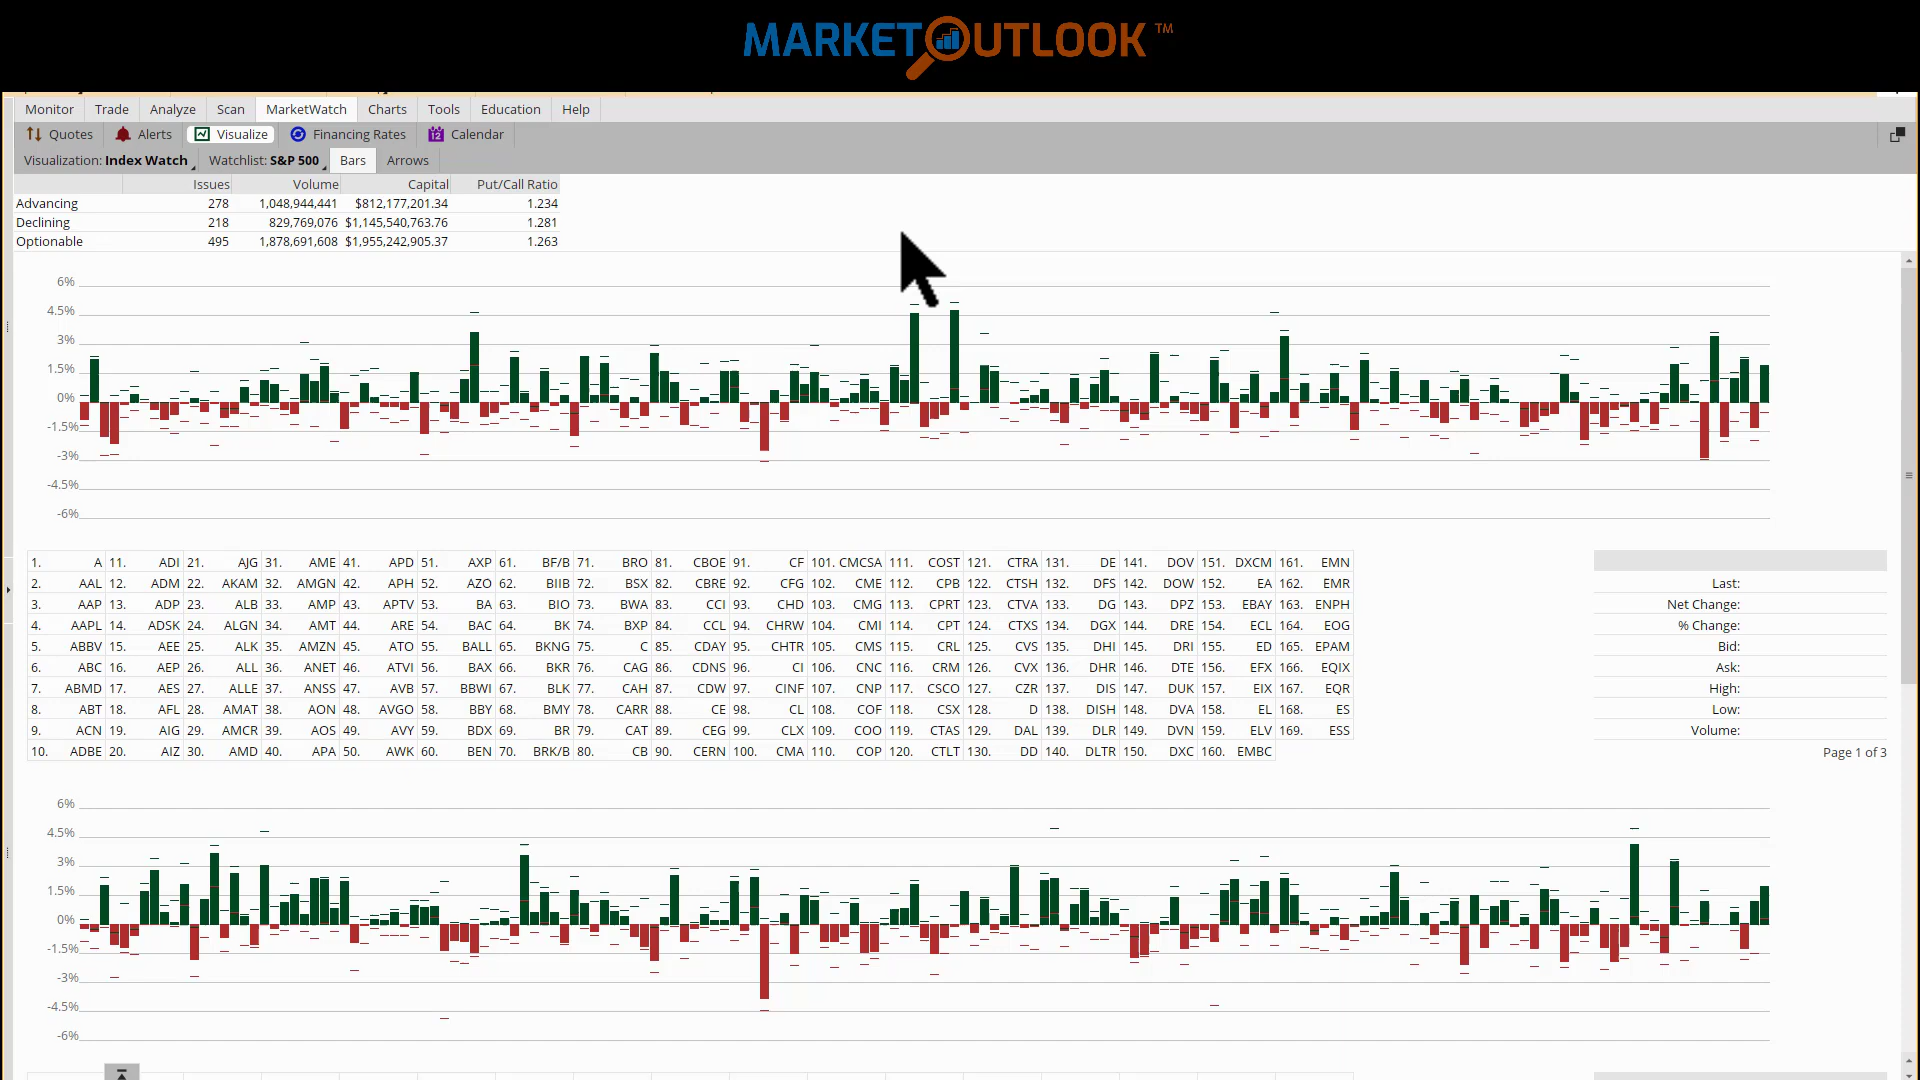 MARKETOUTLOOK™
Monitor Trade Analyze Scan MarketWatch Charts Tools Education Help
Quotes Alerts Visualize Financing Rates 12 Calendar
Visualization: Index Watch Watchlist: S&P 500 Bars Arrows
Issues Volume Capital Put/Call Ratio
Advancing 278 1,048,944,441 $812,177,201.34 1.234
Declining 218 829,769,076 $1,145,540,763.76 1.281
Optionable 495 1,878,691,608 $1,955,242,905.37 1.263
6%
4.5%
3%
1.5%
0%
-1.5%
-3%
-4.5%
-6%
1. A 11. ADI 21. AJG 31. AME 41. APD 51. AXP 61. BF/B 71. BRO 81. CBOE 91. CF 101. CMCSA 111. COST 121. CTRA 131. DE 141. DOV 151. DXCM 161. EMN
2. AAL 12. ADM 22. AKAM 32. AMGN 42. APH 52. AZO 62. BIIB 72. BSX 82. CBRE 92. CFG 102. CME 112. CPB 122. CTSH 132. DFS 142. DOW 152. EA 162. EMR
Last:
3. AAP 13. ADP 23. ALB 33. AMP 43. APTV 53. BA 63. BIO 73. BWA 83. CCI 93. CHD 103. CMG 113. CPRT 123. CTVA 133. DG 143. DPZ 153. EBAY 163. ENPH
Net Change:
4. AAPL 14. ADSK 24. ALGN 34. AMT 44. ARE 54. BAC 64. BK 74. BXP 84. CCL 94. CHRW 104. CMI 114. CPT 124. CTXS 134. DGX 144. DRE 154. ECL 164. EOG
% Change:
5. ABBV 15. AEE 25. ALK 35. AMZN 45. ATO 55. BALL 65. BKNG 75. C 85. CDAY 95. CHTR 105. CMS 115. CRL 125. CVS 135. DHI 145. DRI 155. ED 165. EPAM
Bid:
6. ABC 16. AEP 26. ALL 36. ANET 46. ATVI 56. BAX 66. BKR 76. CAG 86. CDNS 96. CI 106. CNC 116. CRM 126. CVX 136. DHR 146. DTE 156. EFX 166. EQIX
Ask:
7. ABMD 17. AES 27. ALLE 37. ANSS 47. AVB 57. BBWI 67. BLK 77. CAH 87. CDW 97. CINF 107. CNP 117. CSCO 127. CZR 137. DIS 147. DUK 157. EIX 167. EQR
High:
8. ABT 18. AFL 28. AMAT 38. AON 48. AVGO 58. BBY 68. BMY 78. CARR 88. CE 98. CL 108. COF 118. CSX 128. D 138. DISH 148. DVA 158. EL 168. ES
Low:
9. ACN 19. AIG 29. AMCR 39. AOS 49. AVY 59. BDX 69. BR 79. CAT 89. CEG 99. CLX 109. COO 119. CTAS 129. DAL 139. DLR 149. DVN 159. ELV 169. ESS
Volume:
10. ADBE 20. AIZ 30. AMD 40. APA 50. AWK 60. BEN 70. BRK/B 80. CB 90. CERN 100. CMA 110. COP 120. CTLT 130. DD 140. DLTR 150. DXC 160. EMBC
Page 1 of 3
6%
4.5%
3%
1.5%
0%
-1.5%
-3%
-4.5%
-6%